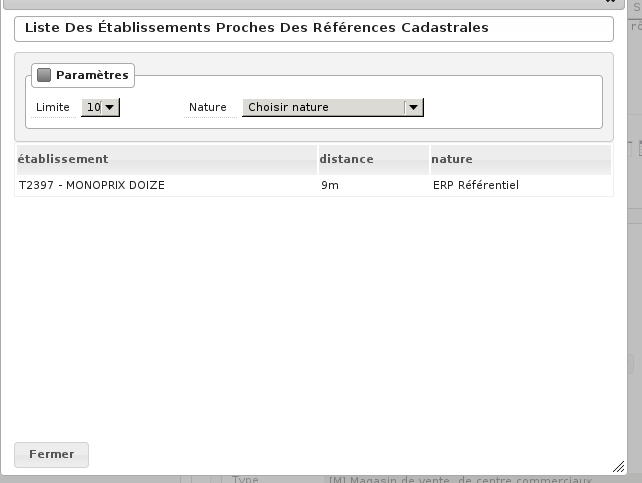 Liste Des Établissements Proches Des Références Cadastrales
Paramètres
Limite 10 Nature Choisir nature
établissement distance nature
T2397 - MONOPRIX DOIZE 9m ERP Référentiel
Fermer
Type [M] Magasin de vente, de centre commerciaux